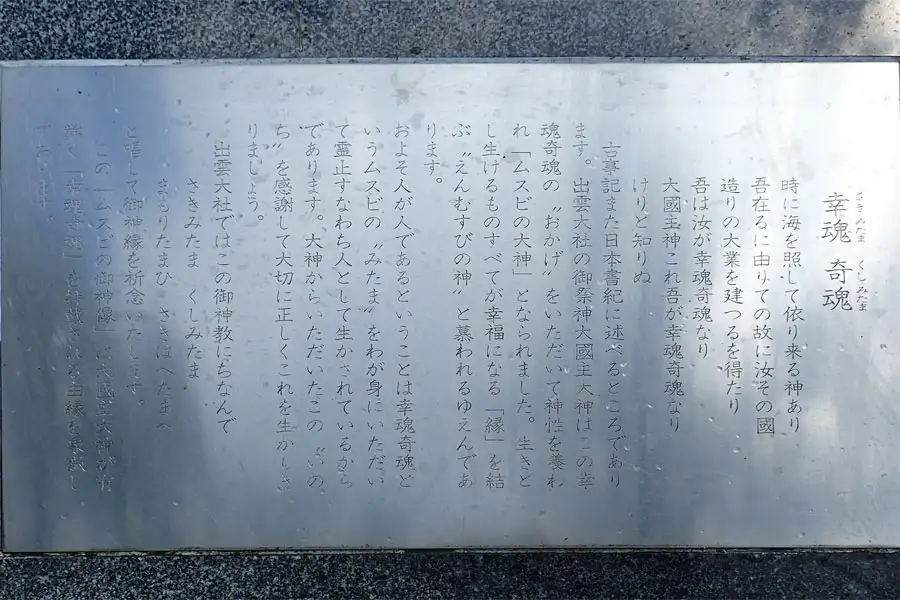 幸魂 奇魂
さきみたま くしみたま
時に海を照して依り来る神あり
吾在るに由りての故に汝その國
造りの大業を建つるを得たり
吾は汝が幸魂奇魂なり
大國主神これ吾が幸魂奇魂なり
けりと知りぬ
古事記また日本書紀に述べるところであり
ます。出雲大社の御祭神大國主大神はこの幸
魂奇魂の〝おかげ〟をいただいて神性を養わ
れ「ムスビの大神」となられました。生きと
し生けるものすべてが幸福になる「縁」を結
ぶ〝えんむすびの神〟と慕われるゆえんであ
ります。
およそ人が人であるということは幸魂奇魂と
いうムスビの〝みたま〟をわが身にいただい
て霊止すなわち人として生かされているから
であります。大神からいただいたこの〝いの
ち〟を感謝して大切に正しくこれを生かしき
りましょう。
出雲大社ではこの御神教にちなんで
さきみたま くしみたま
まもりたまひ さきはへたまへ
と唱して御神縁を祈念いたします。
この「ムスビの御神像」は大國主大神が
「幸魂奇魂」を される由縁を象徴し
ています。